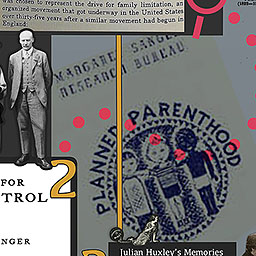 was chosen to represent the drive for family limitation, an
organized movement that got underway in the United States
over thirty-five years after a similar movement had begun in
England.
MARGARET SANGER
RESEARCH BUREAU
PLANNED PARENTHOOD
2
FOR
TROL
NGER
Julian Huxley's Memories